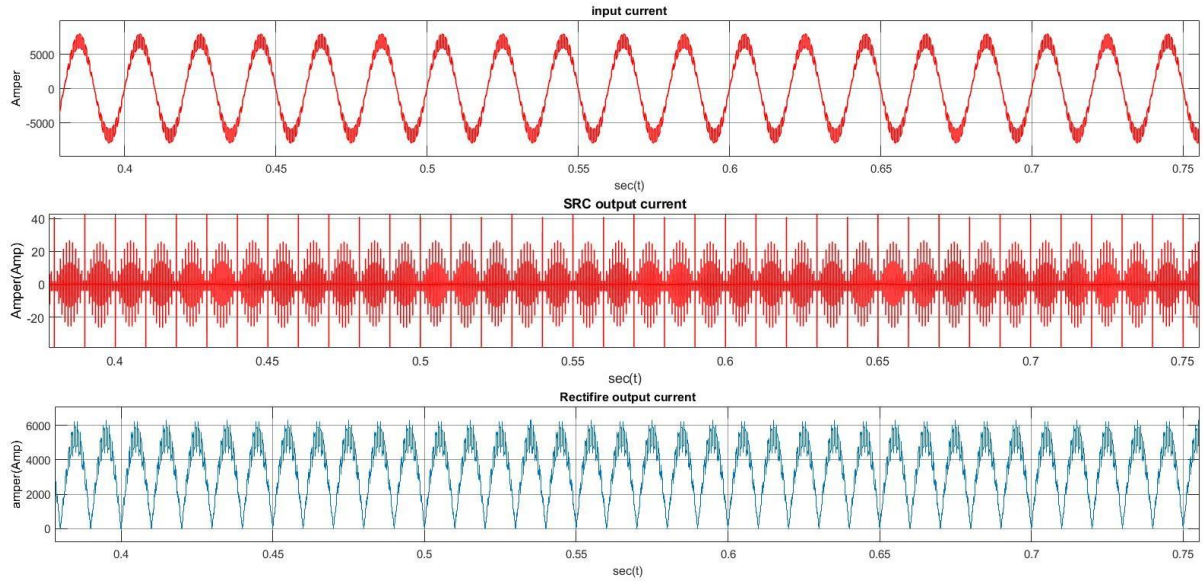 input current
Amper
5000
0
-5000
0.4 0.45 0.5 0.55 0.6 0.65 0.7 0.75
sec(t)
SRC output current
Amper(Amp)
40
20
0
-20
0.4 0.45 0.5 0.55 0.6 0.65 0.7 0.75
sec(t)
Rectifire output current
amper(Amp)
6000
4000
2000
0
0.4 0.45 0.5 0.55 0.6 0.65 0.7 0.75
sec(t)